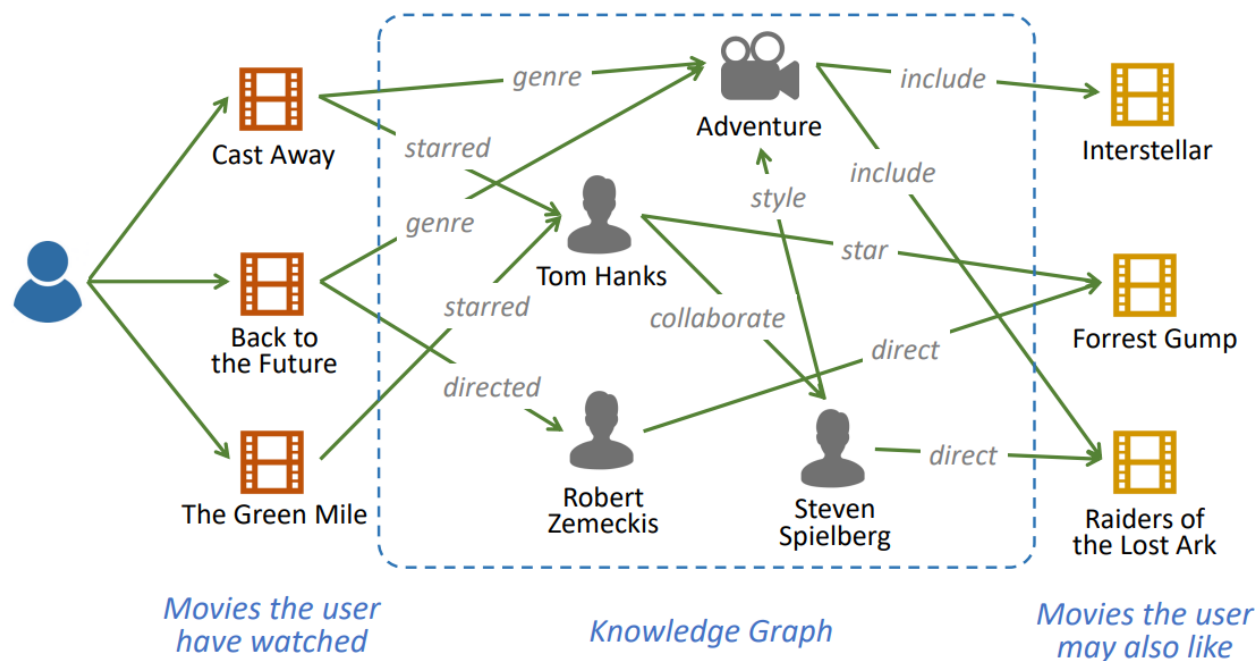 genre
include
Adventure
Cast Away
Interstellar
starred
include
style
genre
Tom Hanks
star
starred
collaborate
Back to
the Future
direct
Forrest Gump
directed
direct
The Green Mile
Robert
Zemeckis
Steven
Spielberg
Raiders of
the Lost Ark
Movies the user
have watched
Knowledge Graph
Movies the user
may also like